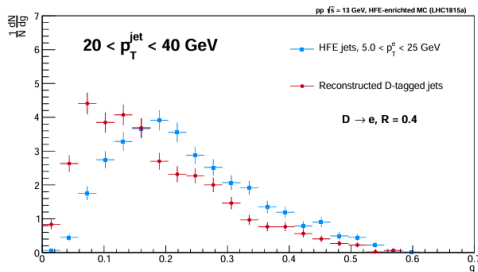 pp √s = 13 GeV, HFE-enriched MC (LHC1815a)
1/N dN/dg
7
6
5
4
3
2
1
0
20 < p_T^jet < 40 GeV
HFE jets, 5.0 < p_T^e < 25 GeV
Reconstructed D-tagged jets
D → e, R = 0.4
0 0.1 0.2 0.3 0.4 0.5 0.6 0.7
g